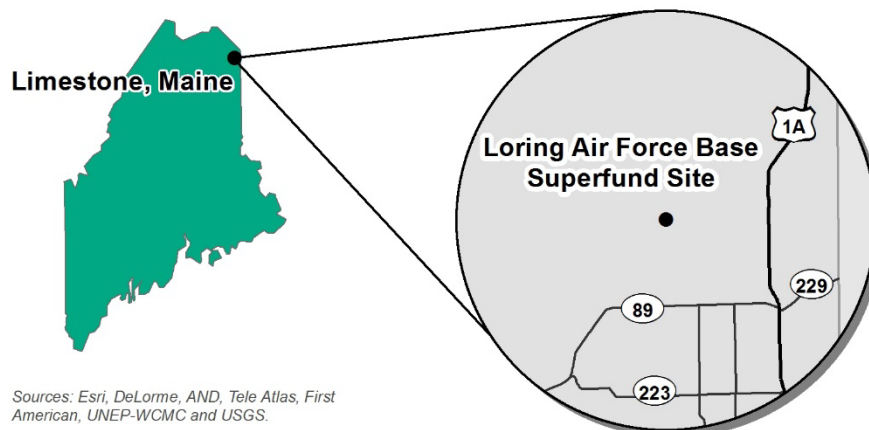 Limestone, Maine
1A
Loring Air Force Base
Superfund Site
229
89
223
Sources: Esri, DeLorme, AND, Tele Atlas, First
American, UNEP-WCMC and USGS.